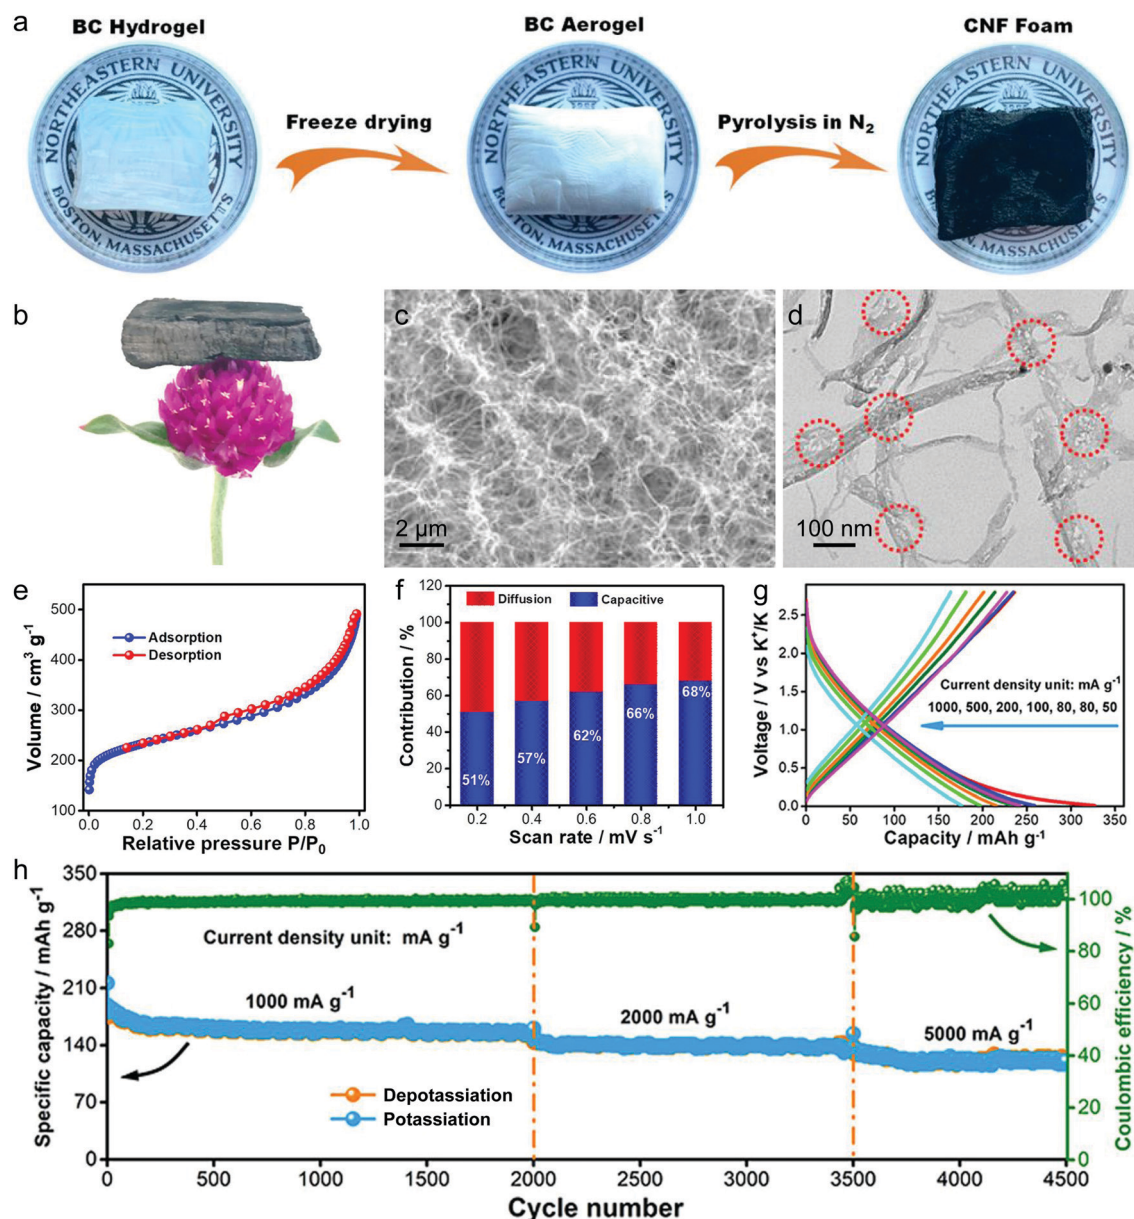 a
BC Hydrogel
BC Aerogel
CNF Foam
NORTHEASTERN UNIVERSITY
BOSTON, MASSACHUSETTS
Freeze drying
NORTHEASTERN UNIVERSITY
BOSTON, MASSACHUSETTS
Pyrolysis in N₂
NORTHEASTERN UNIVERSITY
BOSTON, MASSACHUSETTS
b
c
2 µm
d
100 nm
e
Volume / cm³ g⁻¹
500
400
300
200
100
Adsorption
Desorption
0.0 0.2 0.4 0.6 0.8 1.0
Relative pressure P/P₀
f
Contribution / %
120
100
80
60
40
20
0
Diffusion Capacitive
51% 57% 62% 66% 68%
0.2 0.4 0.6 0.8 1.0
Scan rate / mV s⁻¹
g
Voltage / V vs K⁺/K
2.5
2.0
1.5
1.0
0.5
0.0
Current density unit: mA g⁻¹
1000, 500, 200, 100, 80, 80, 50
0 50 100 150 200 250 300 350
Capacity / mAh g⁻¹
h
Specific capacity / mAh g⁻¹
350
280
210
140
70
0
Current density unit: mA g⁻¹
1000 mA g⁻¹
2000 mA g⁻¹
5000 mA g⁻¹
Depotassiation
Potassiation
100
80
60
40
20
0
Coulombic efficiency / %
0 500 1000 1500 2000 2500 3000 3500 4000 4500
Cycle number